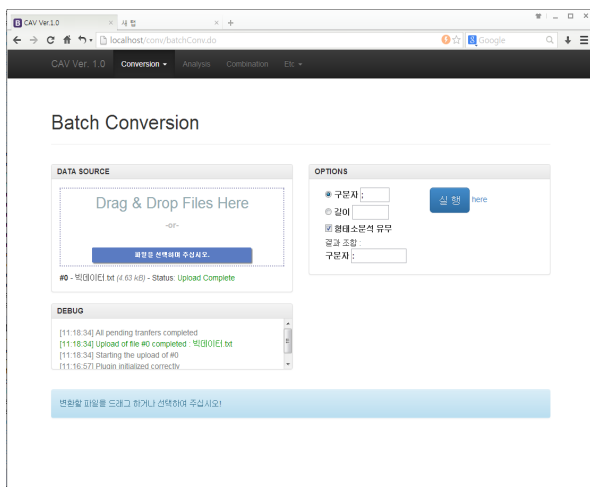 CAV Ver.1.0
새 탭
localhost/conv/batchConv.do
Google
CAV Ver. 1.0
Conversion
Analysis
Combination
Etc
Batch Conversion
DATA SOURCE
Drag & Drop Files Here
-or-
파일을 선택하여 주십시오.
#0 - 빅데이터.txt (4.63 kB) - Status: Upload Complete
OPTIONS
구문자 :
길이
형태소분석 유무
결과 조합 :
구문자 :
실 행
here
DEBUG
[11:18:34] All pending tranfers completed
[11:18:34] Upload of file #0 completed : 빅데이터.txt
[11:18:34] Starting the upload of #0
[11:16:57] Plugin initialized correctly
변환할 파일를 드래그 하거나 선택하여 주십시오!